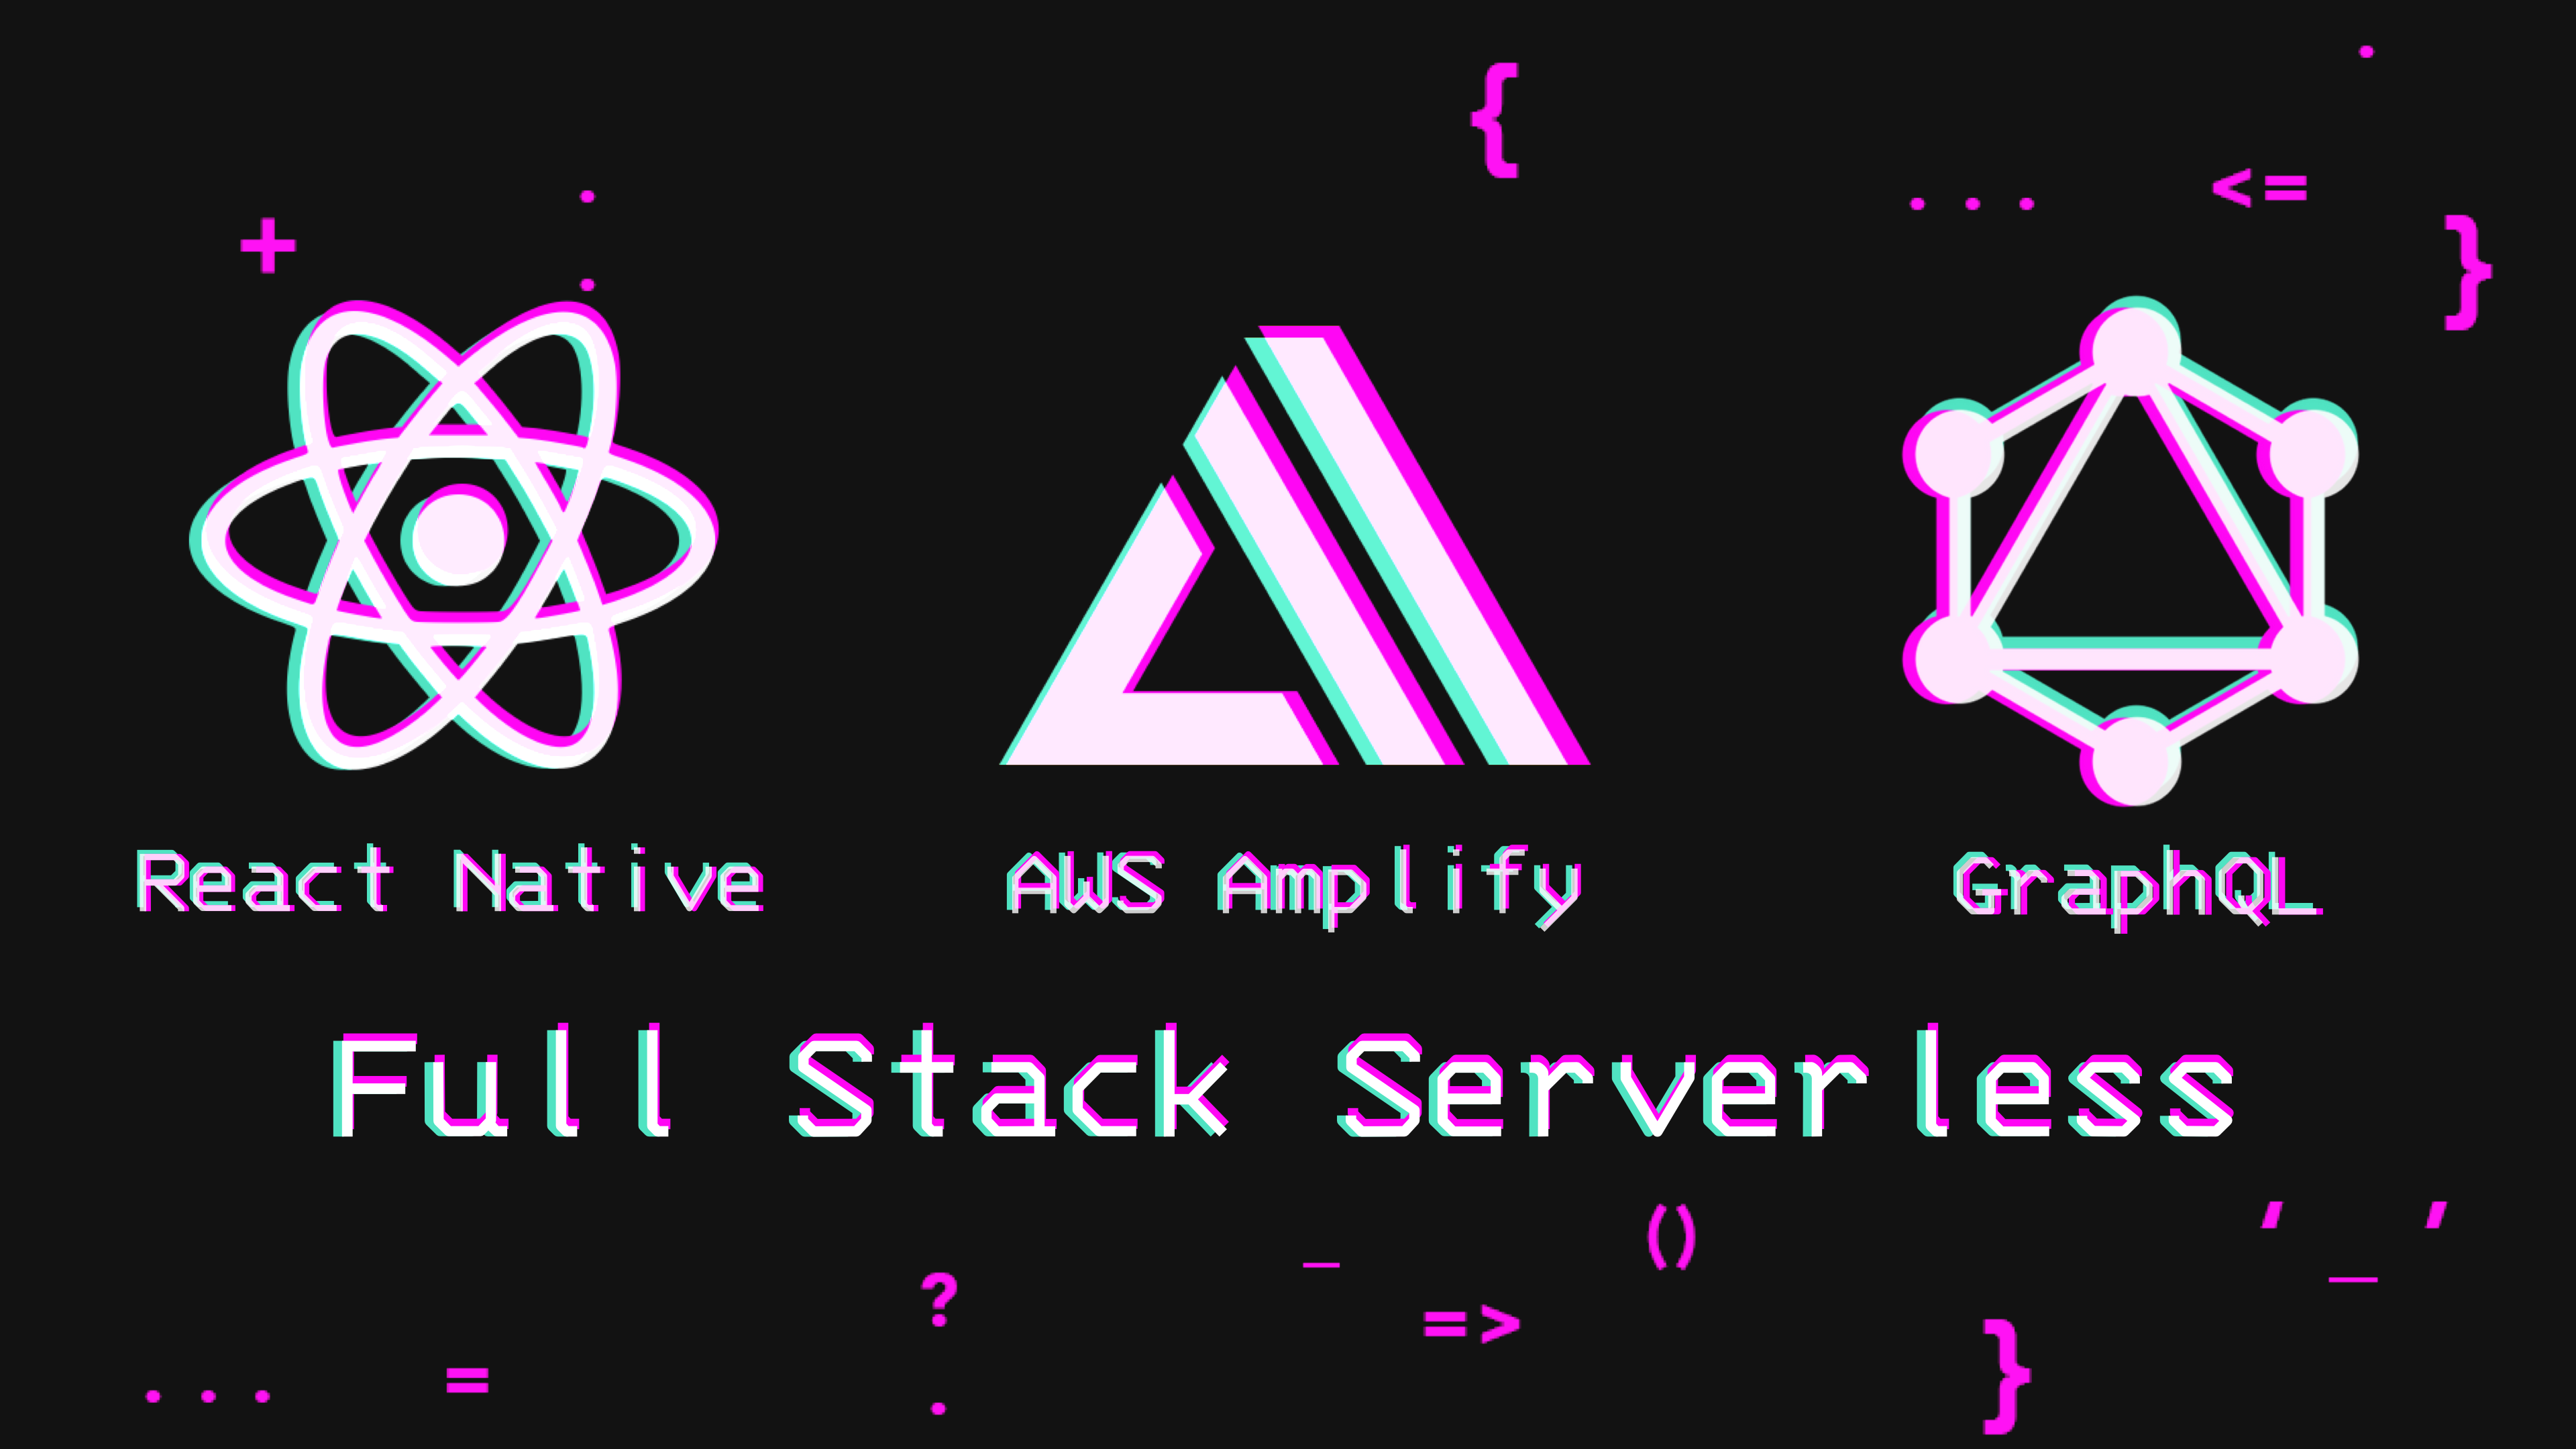 {
.
. . .
<=
+
:
}
React Native AWS Amplify GraphQL
Full Stack Serverless
()
' _ '
_
?
=>
. . .
=
.
}